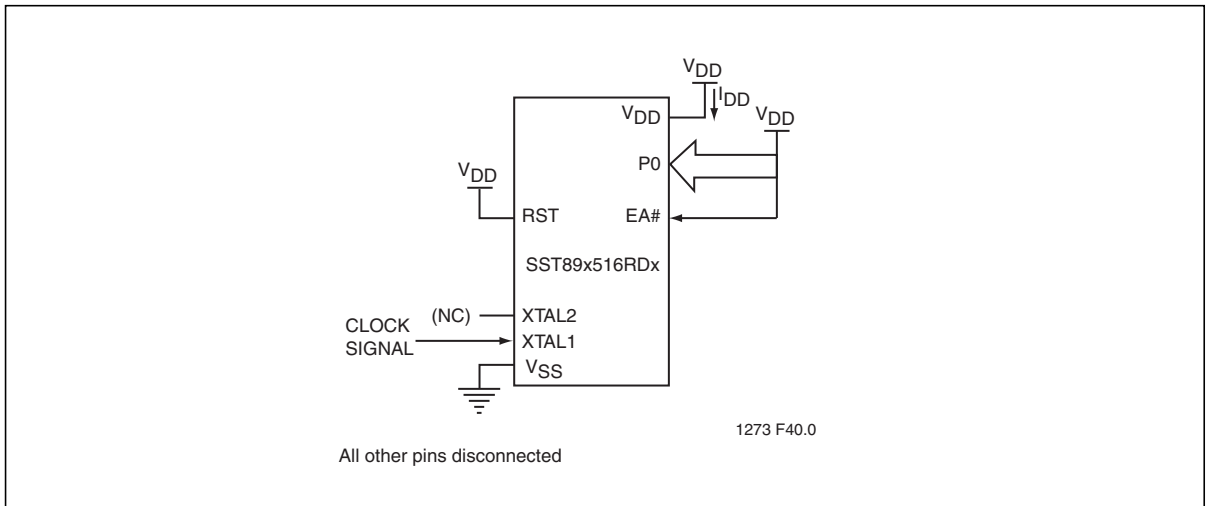 VDD
IDD
VDD
VDD
P0
VDD
RST
EA#
SST89x516RDx
(NC)
XTAL2
CLOCK
SIGNAL
XTAL1
VSS
1273 F40.0
All other pins disconnected